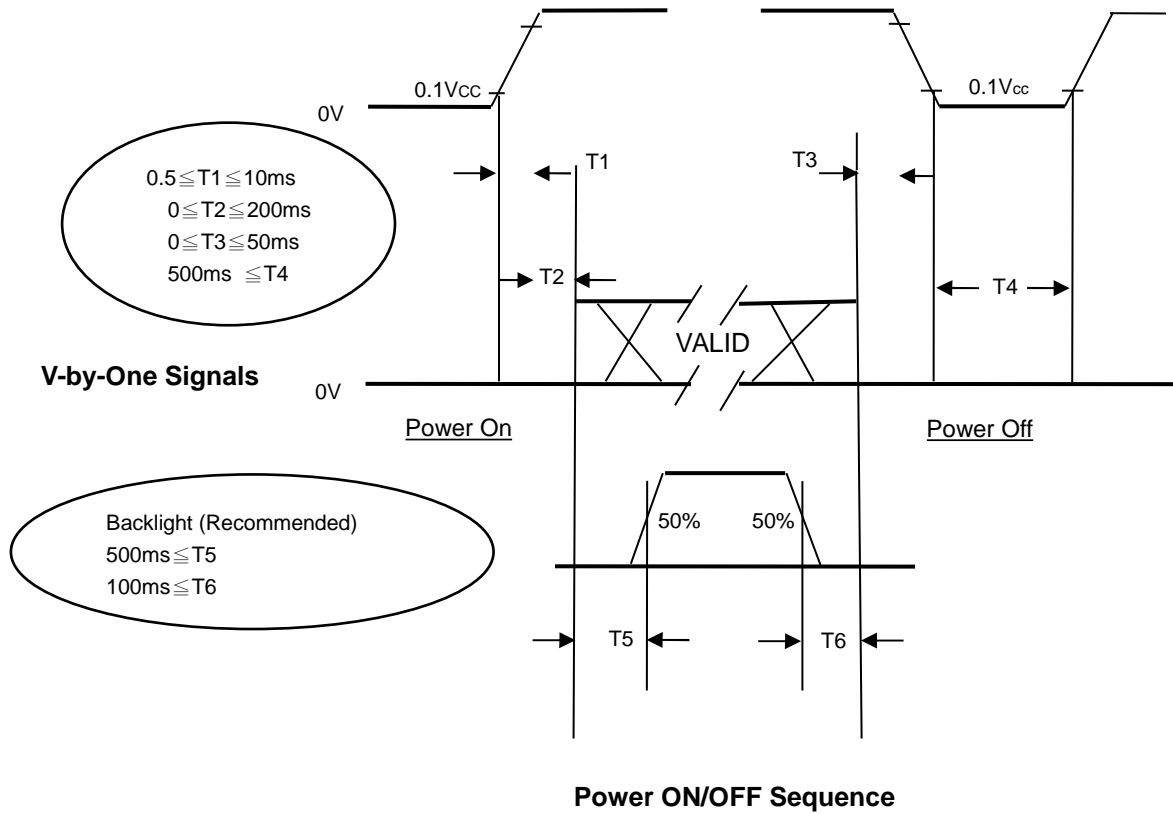 0.1Vcc
0.1Vcc
0V
T1
T3
0.5≦T1≦10ms
0≦T2≦200ms
0≦T3≦50ms
500ms ≦T4
T2
T4
VALID
V-by-One Signals
0V
Power On
Power Off
Backlight (Recommended)
500ms≦T5
100ms≦T6
50%
50%
T5
T6
Power ON/OFF Sequence